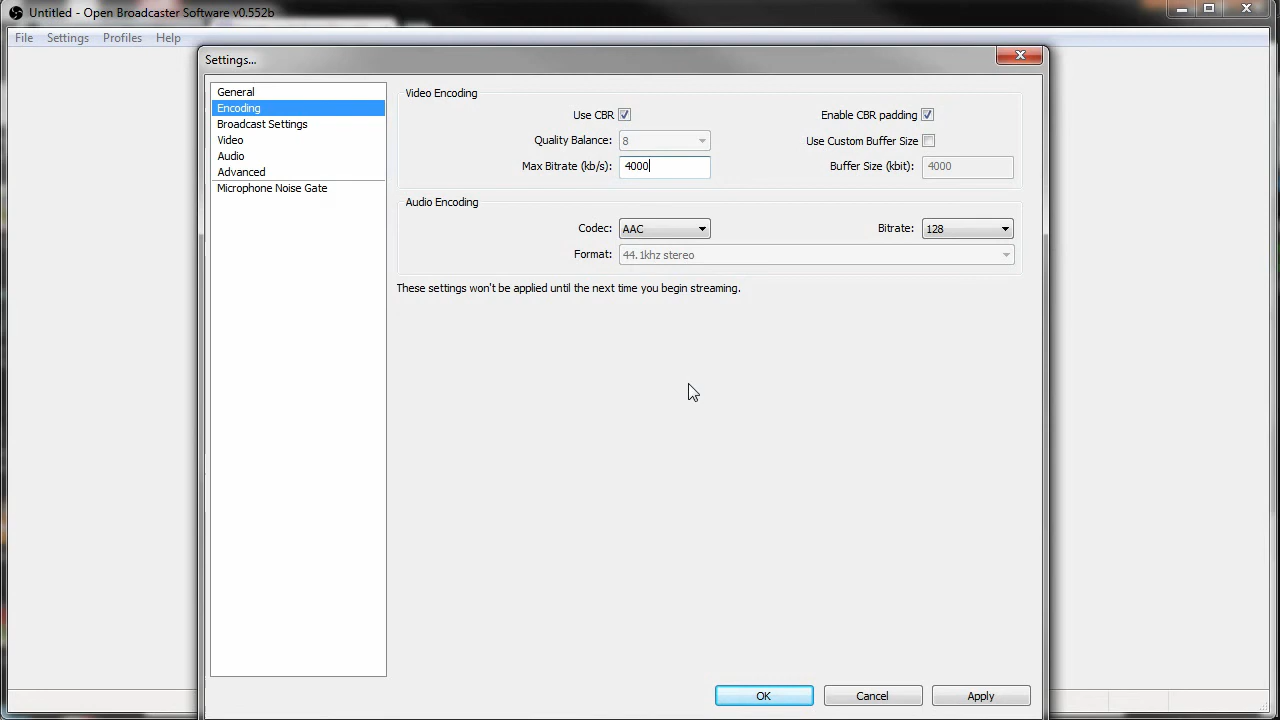 Untitled - Open Broadcaster Software v0.552b
File Settings Profiles Help
Settings...
General
Encoding
Broadcast Settings
Video
Audio
Advanced
Microphone Noise Gate
Video Encoding
Use CBR Enable CBR padding
Quality Balance: 8 Use Custom Buffer Size
Max Bitrate (kb/s): 4000 Buffer Size (kbit): 4000
Audio Encoding
Codec: AAC Bitrate: 128
Format: 44.1khz stereo
These settings won't be applied until the next time you begin streaming.
OK Cancel Apply